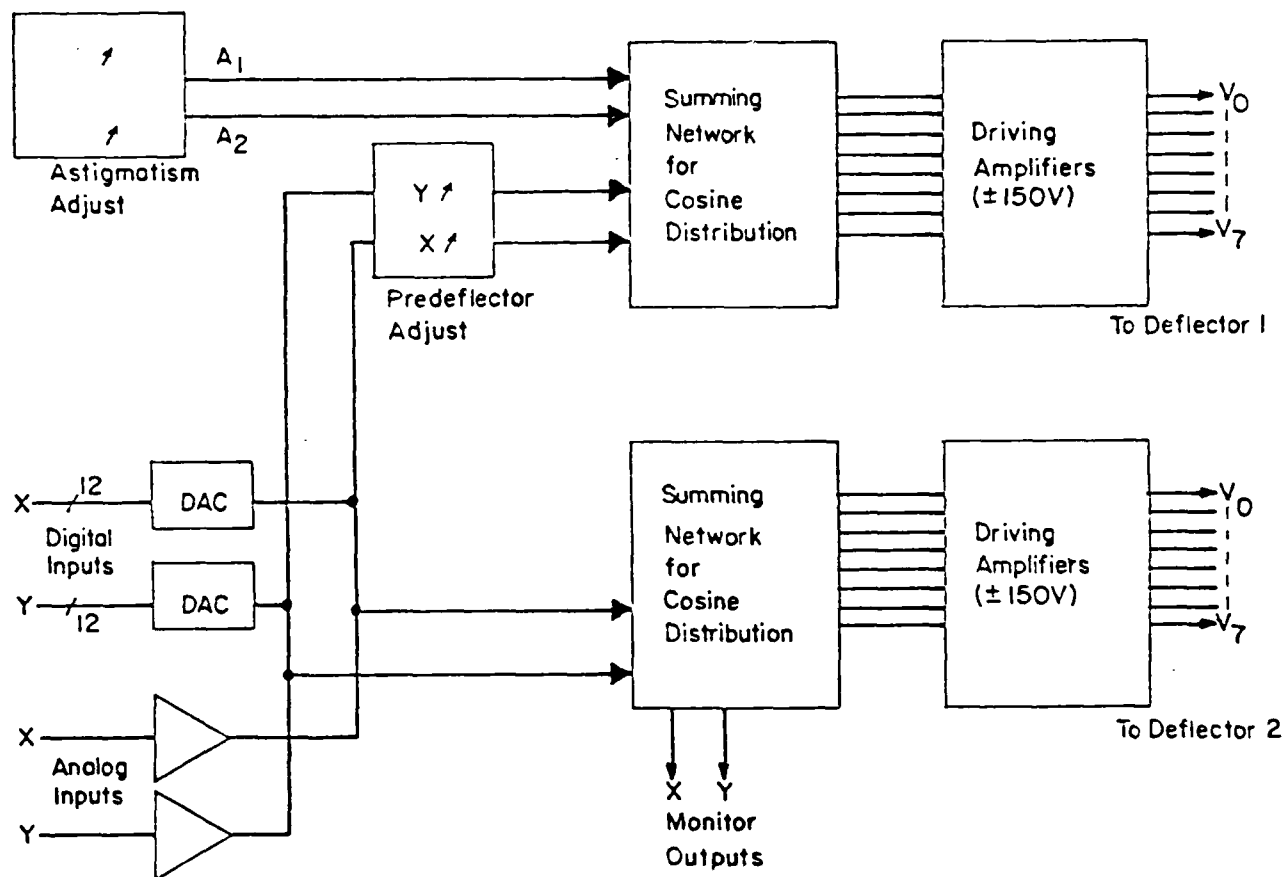 A1
A2
Astigmatism
Adjust
Y
X
Predeflector
Adjust
Summing
Network
for
Cosine
Distribution
Driving
Amplifiers
(±150V)
V0
V7
To Deflector 1
X
12
DAC
Digital
Inputs
Y
12
DAC
X
Analog
Inputs
Y
Summing
Network
for
Cosine
Distribution
X Y
Monitor
Outputs
Driving
Amplifiers
(±150V)
V0
V7
To Deflector 2